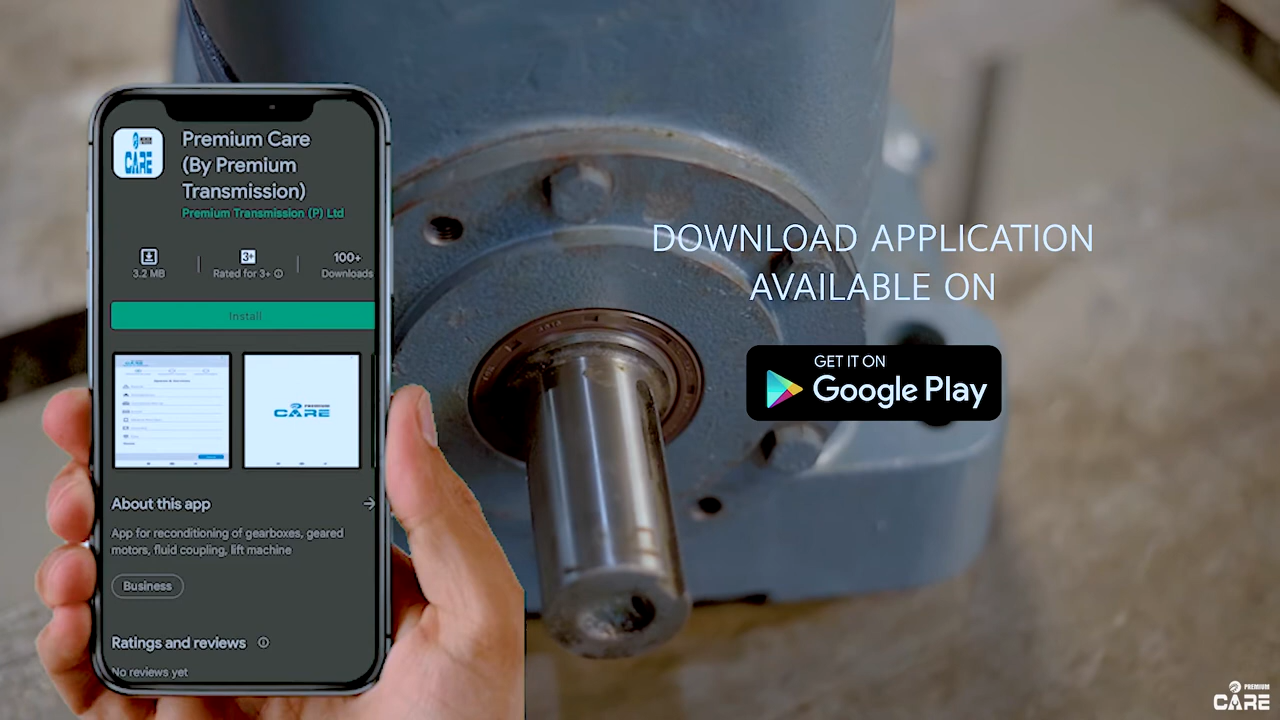 CARE
Premium Care
(By Premium
Transmission)
Premium Transmission (P) Ltd
3.2 MB
3+
Rated for 3+
100+
Downloads
Install
PREMIUM
CARE
About this app
App for reconditioning of gearboxes, geared
motors, fluid coupling, lift machine
Business
Ratings and reviews
No reviews yet
DOWNLOAD APPLICATION
AVAILABLE ON
GET IT ON
Google Play
PREMIUM
CARE